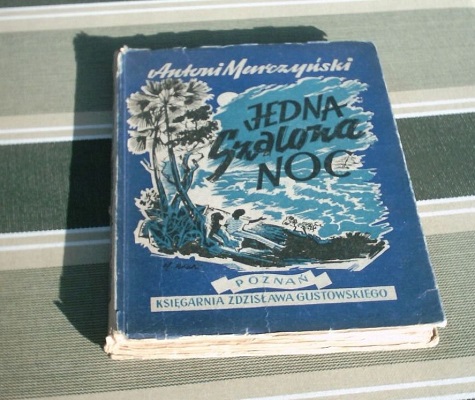 Antoni Marczyński
JEDNA
Szalona
NOC
POZNAŃ
KSIĘGARNIA ZDZISŁAWA GUSTOWSKIEGO